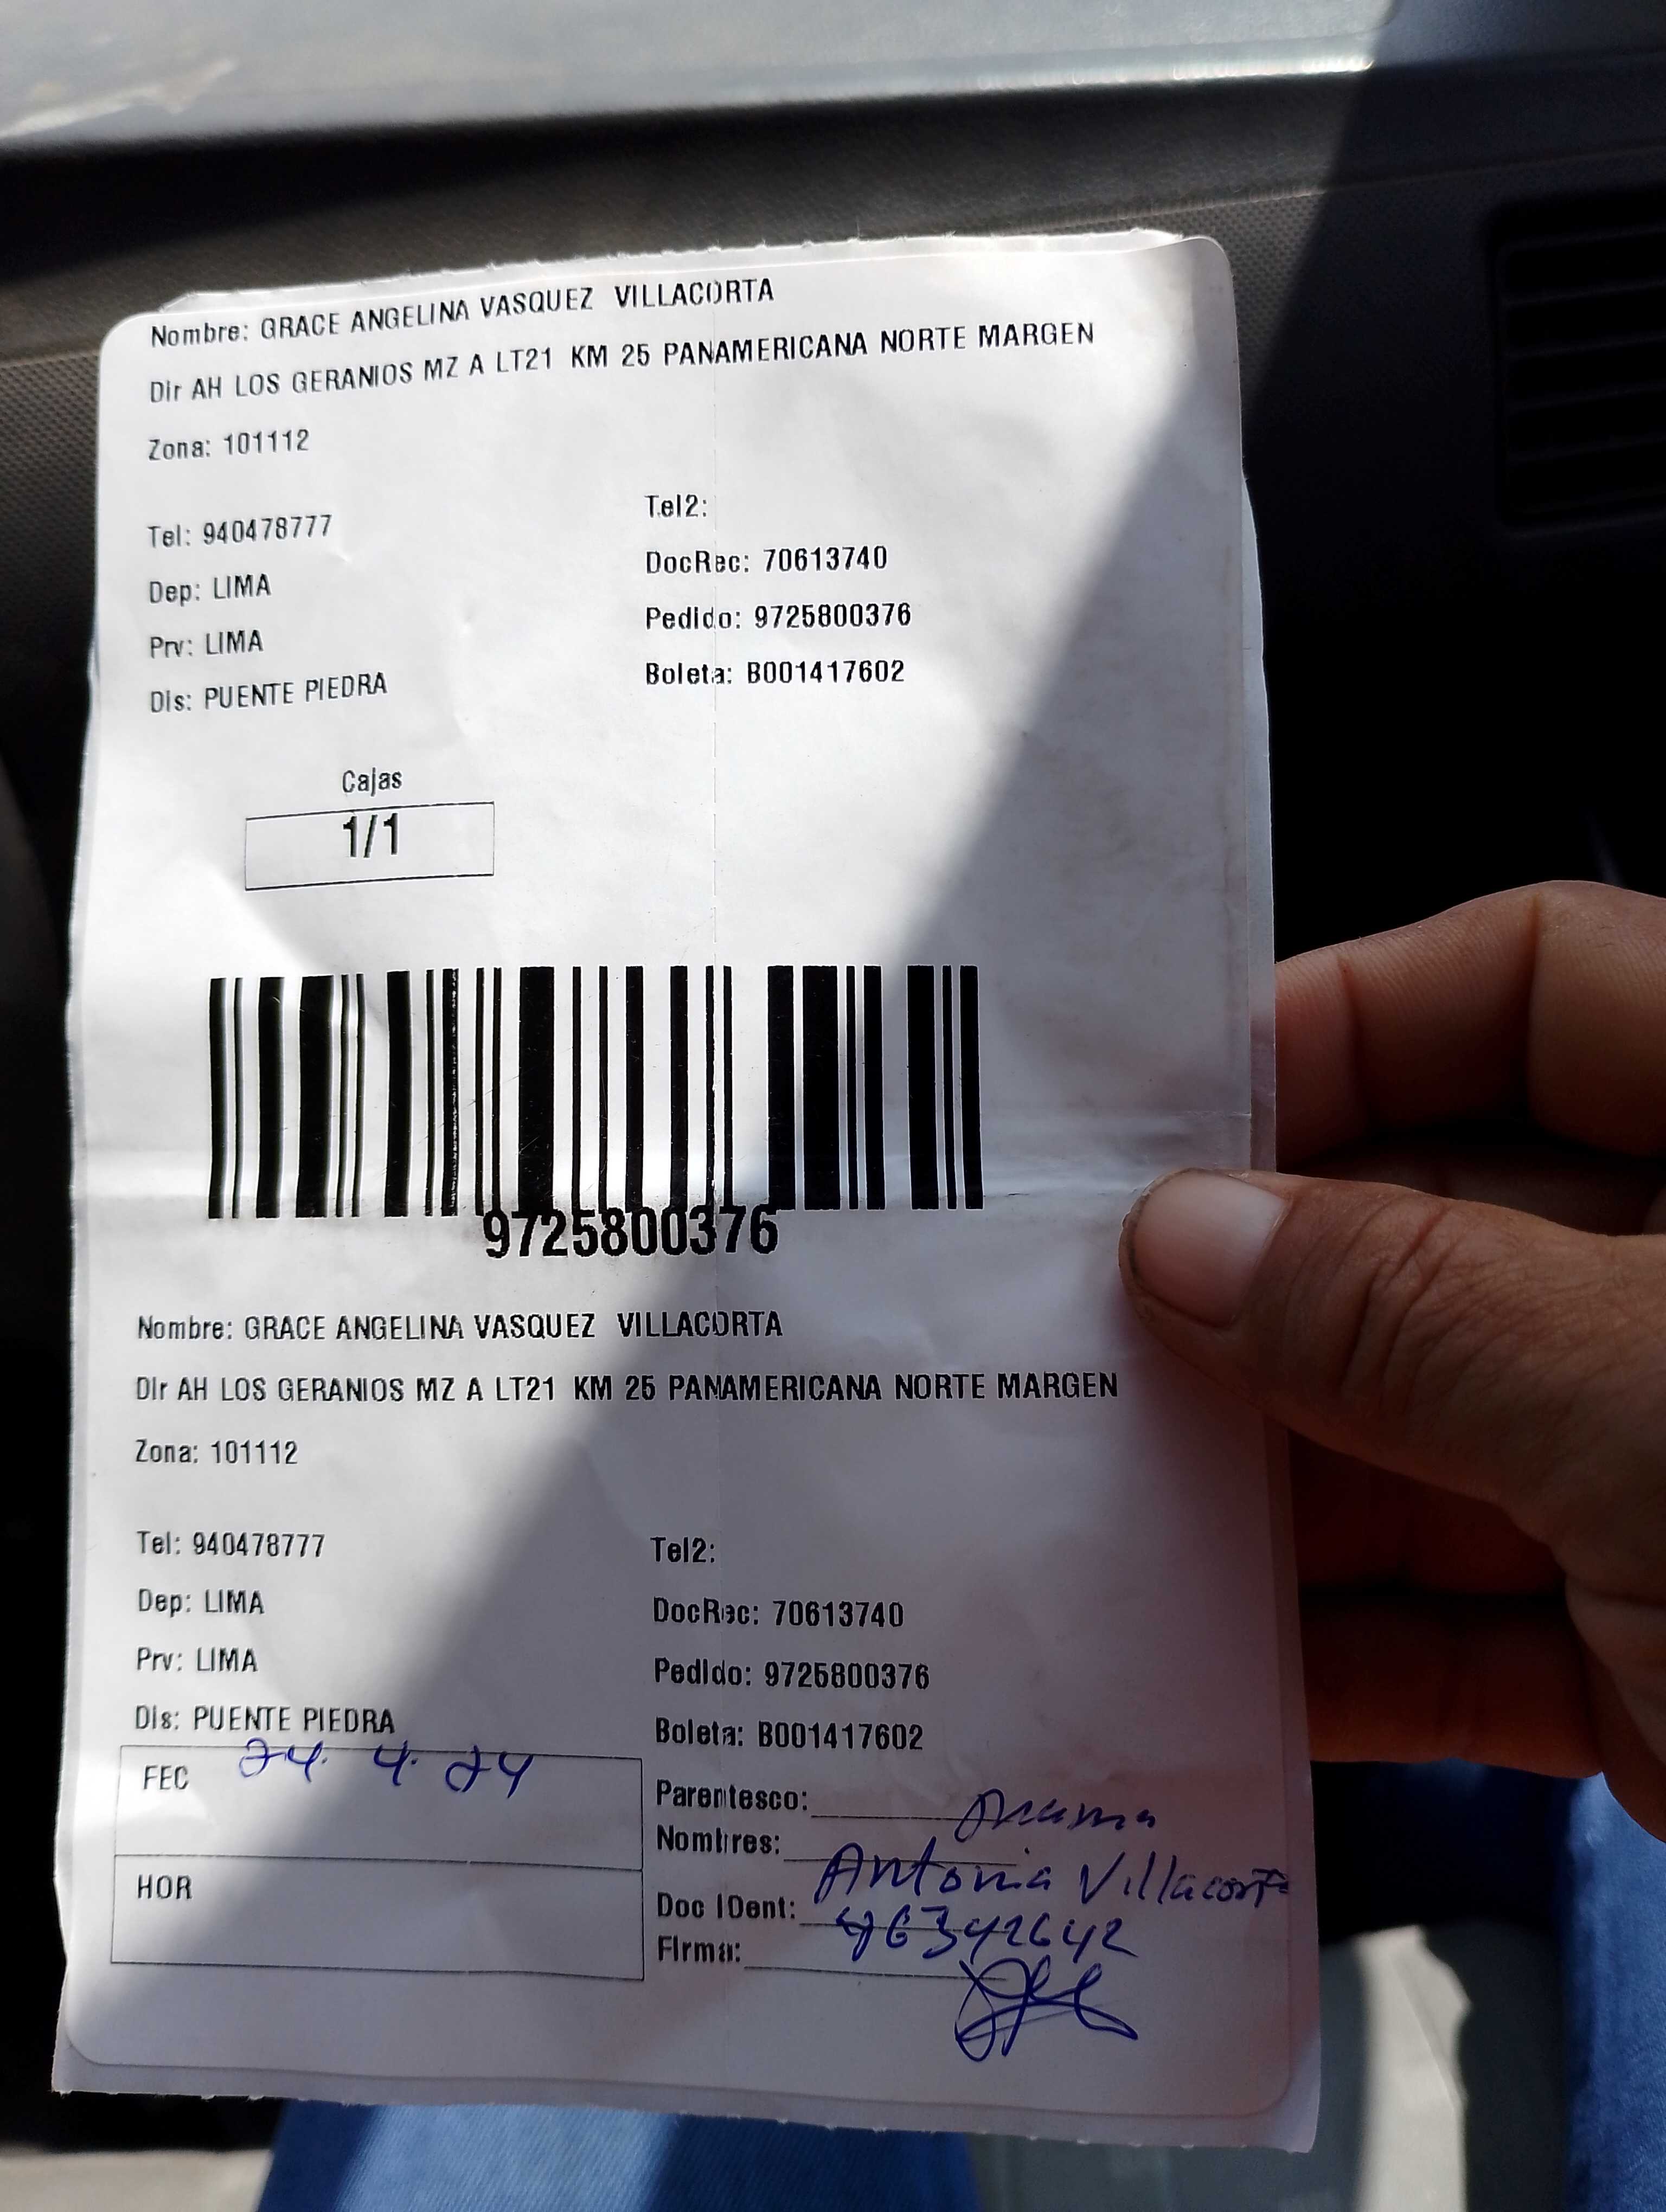 Nombre: GRACE ANGELINA VASQUEZ VILLACORTA
Dir AH LOS GERANIOS MZ A LT21 KM 25 PANAMERICANA NORTE MARGEN
Zona: 101112
Tel: 940478777 Tel2:
Dep: LIMA DocRec: 70613740
Prv: LIMA Pedido: 9725800376
Dis: PUENTE PIEDRA Boleta: B001417602
Cajas
1/1
9725800376
Nombre: GRACE ANGELINA VASQUEZ VILLACORTA
Dir AH LOS GERANIOS MZ A LT21 KM 25 PANAMERICANA NORTE MARGEN
Zona: 101112
Tel: 940478777 Tel2:
Dep: LIMA DocRec: 70613740
Prv: LIMA Pedido: 9725800376
Dis: PUENTE PIEDRA Boleta: B001417602
FEC 24. 4. 24
Parentesco: Mama
Nombres: Antonia Villacorta
HOR
Doc IDent:
Firma: